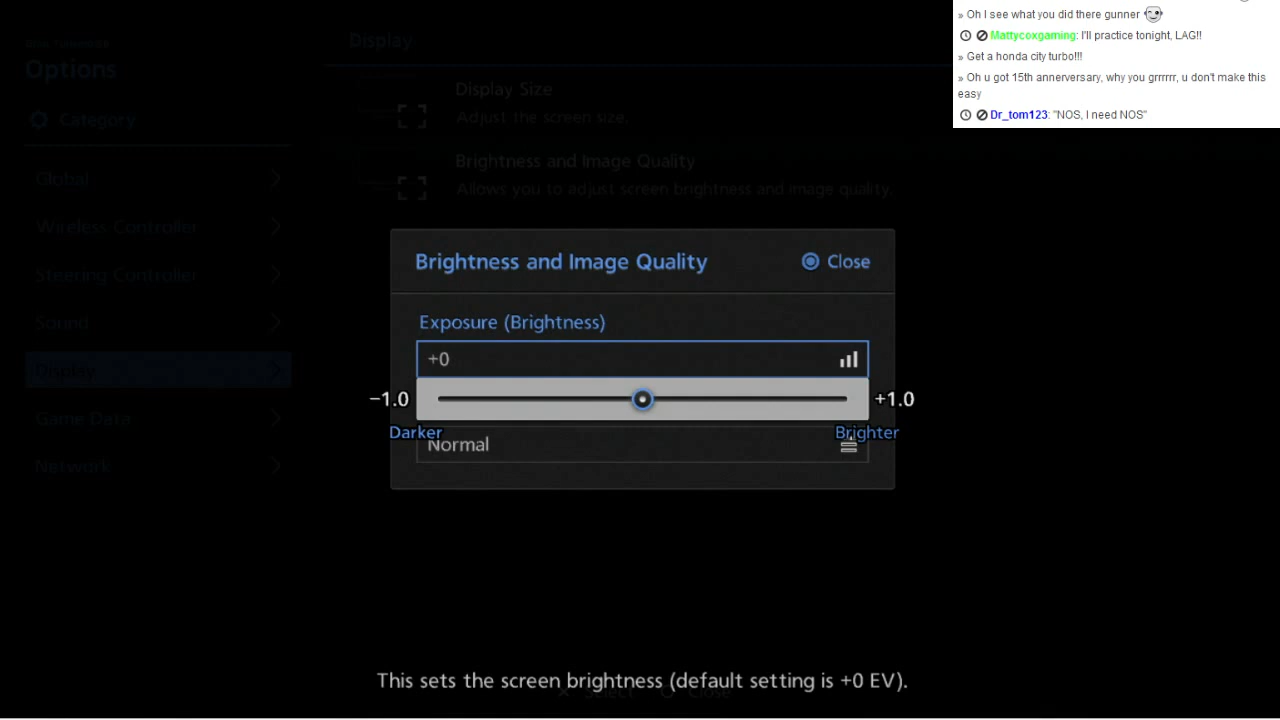 » Oh I see what you did there gunner
Mattycoxgaming: I'll practice tonight, LAG!!
» Get a honda city turbo!!!
» Oh u got 15th annerversary, why you grrrrrr, u don't make this
easy
Dr_tom123: "NOS, I need NOS"
Options
Display
Category
Display Size
Adjust the screen size.
Brightness and Image Quality
Allows you to adjust screen brightness and image quality.
Global
Wireless Controller
Steering Controller
Sound
Display
Game Data
Network
Brightness and Image Quality
Close
Exposure (Brightness)
+0
−1.0
+1.0
Darker
Brighter
Normal
This sets the screen brightness (default setting is +0 EV).
Select
Close